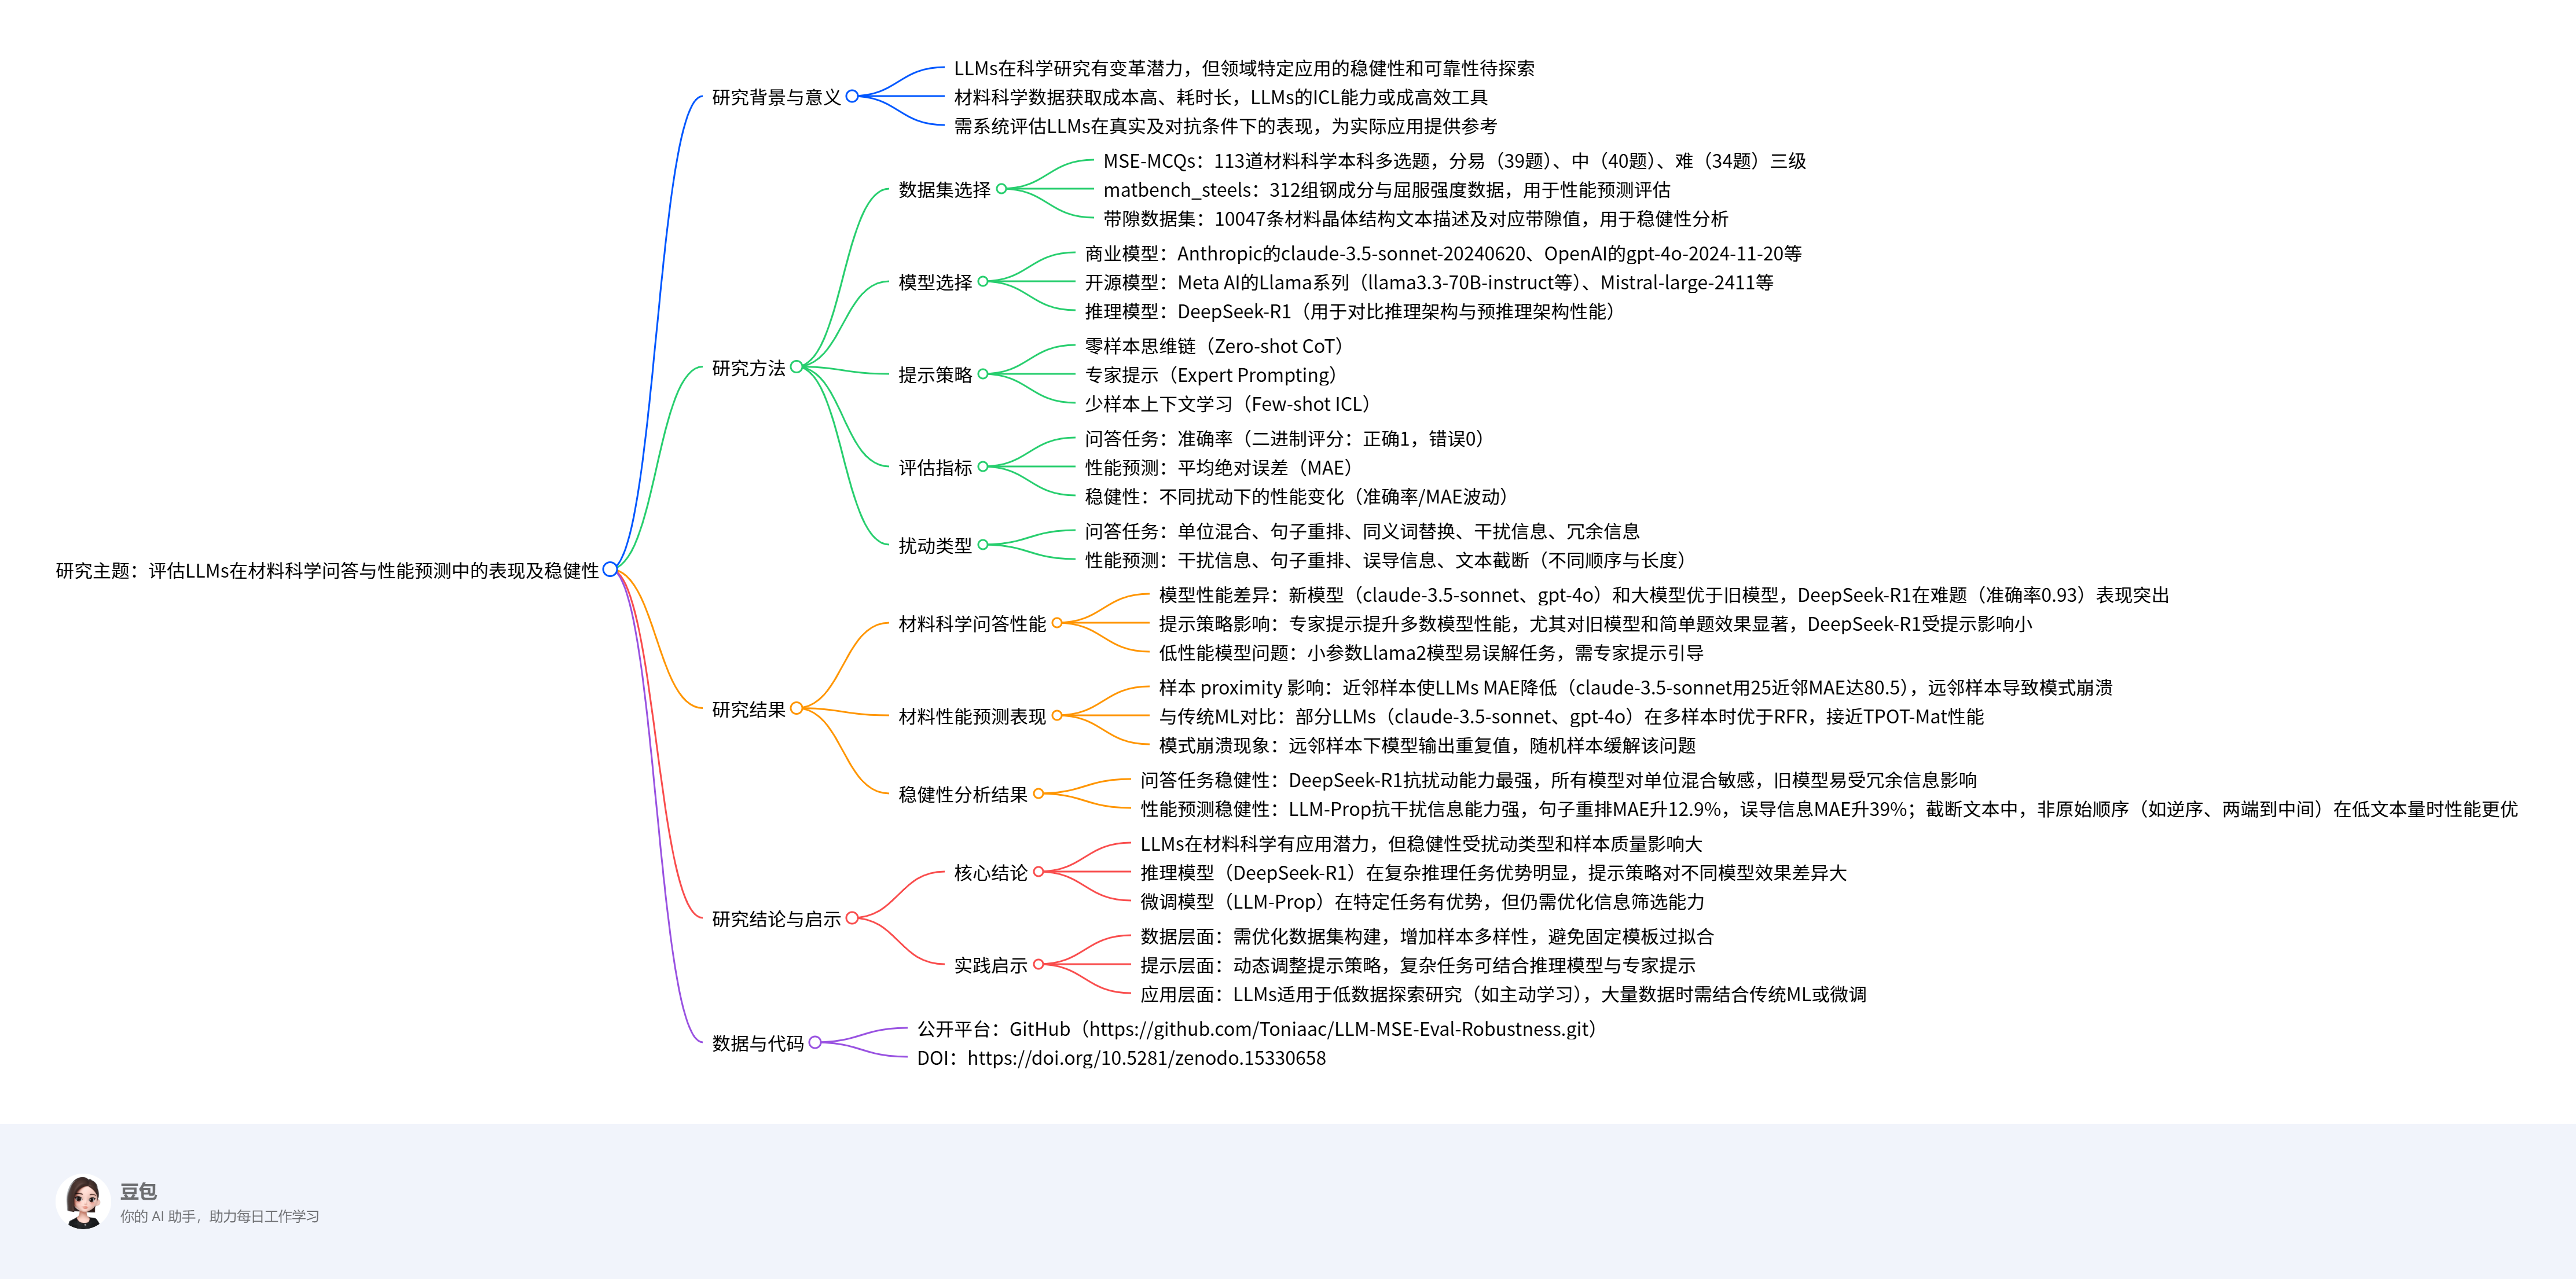 研究主题：评估LLMs在材料科学问答与性能预测中的表现及稳健性
研究背景与意义
LLMs在科学研究有变革潜力，但领域特定应用的稳健性和可靠性待探索
材料科学数据获取成本高、耗时长，LLMs的ICL能力或成高效工具
需系统评估LLMs在真实及对抗条件下的表现，为实际应用提供参考
研究方法
数据集选择
MSE-MCQs：113道材料科学本科多选题，分易（39题）、中（40题）、难（34题）三级
matbench_steels：312组钢成分与屈服强度数据，用于性能预测评估
带隙数据集：10047条材料晶体结构文本描述及对应带隙值，用于稳健性分析
模型选择
商业模型：Anthropic的claude-3.5-sonnet-20240620、OpenAI的gpt-4o-2024-11-20等
开源模型：Meta AI的Llama系列（llama3.3-70B-instruct等）、Mistral-large-2411等
推理模型：DeepSeek-R1（用于对比推理架构与预推理架构性能）
提示策略
零样本思维链（Zero-shot CoT）
专家提示（Expert Prompting）
少样本上下文学习（Few-shot ICL）
评估指标
问答任务：准确率（二进制评分：正确1，错误0）
性能预测：平均绝对误差（MAE）
稳健性：不同扰动下的性能变化（准确率/MAE波动）
扰动类型
问答任务：单位混合、句子重排、同义词替换、干扰信息、冗余信息
性能预测：干扰信息、句子重排、误导信息、文本截断（不同顺序与长度）
研究结果
材料科学问答性能
模型性能差异：新模型（claude-3.5-sonnet、gpt-4o）和大模型优于旧模型，DeepSeek-R1在难题（准确率0.93）表现突出
提示策略影响：专家提示提升多数模型性能，尤其对旧模型和简单题效果显著，DeepSeek-R1受提示影响小
低性能模型问题：小参数Llama2模型易误解任务，需专家提示引导
材料性能预测表现
样本 proximity 影响：近邻样本使LLMs MAE降低（claude-3.5-sonnet用25近邻MAE达80.5），远邻样本导致模式崩溃
与传统ML对比：部分LLMs（claude-3.5-sonnet、gpt-4o）在多样本时优于RFR，接近TPOT-Mat性能
模式崩溃现象：远邻样本下模型输出重复值，随机样本缓解该问题
稳健性分析结果
问答任务稳健性：DeepSeek-R1抗扰动能力最强，所有模型对单位混合敏感，旧模型易受冗余信息影响
性能预测稳健性：LLM-Prop抗干扰信息能力强，句子重排MAE升12.9%，误导信息MAE升39%；截断文本中，非原始顺序（如逆序、两端到中间）在低文本量时性能更优
研究结论与启示
核心结论
LLMs在材料科学有应用潜力，但稳健性受扰动类型和样本质量影响大
推理模型（DeepSeek-R1）在复杂推理任务优势明显，提示策略对不同模型效果差异大
微调模型（LLM-Prop）在特定任务有优势，但仍需优化信息筛选能力
实践启示
数据层面：需优化数据集构建，增加样本多样性，避免固定模板过拟合
提示层面：动态调整提示策略，复杂任务可结合推理模型与专家提示
应用层面：LLMs适用于低数据探索研究（如主动学习），大量数据时需结合传统ML或微调
数据与代码
公开平台：GitHub（https://github.com/Toniaac/LLM-MSE-Eval-Robustness.git）
DOI：https://doi.org/10.5281/zenodo.15330658
豆包
你的 AI 助手，助力每日工作学习